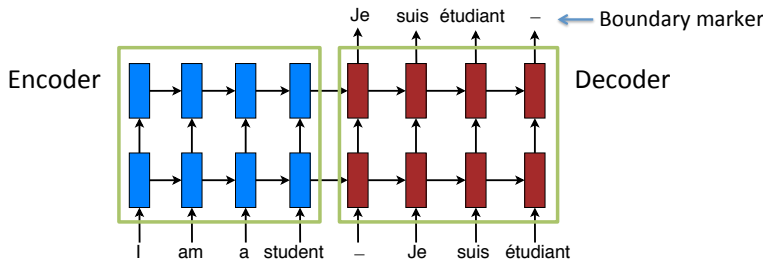 Je suis étudiant – Boundary marker
Encoder
Decoder
I am a student – Je suis étudiant